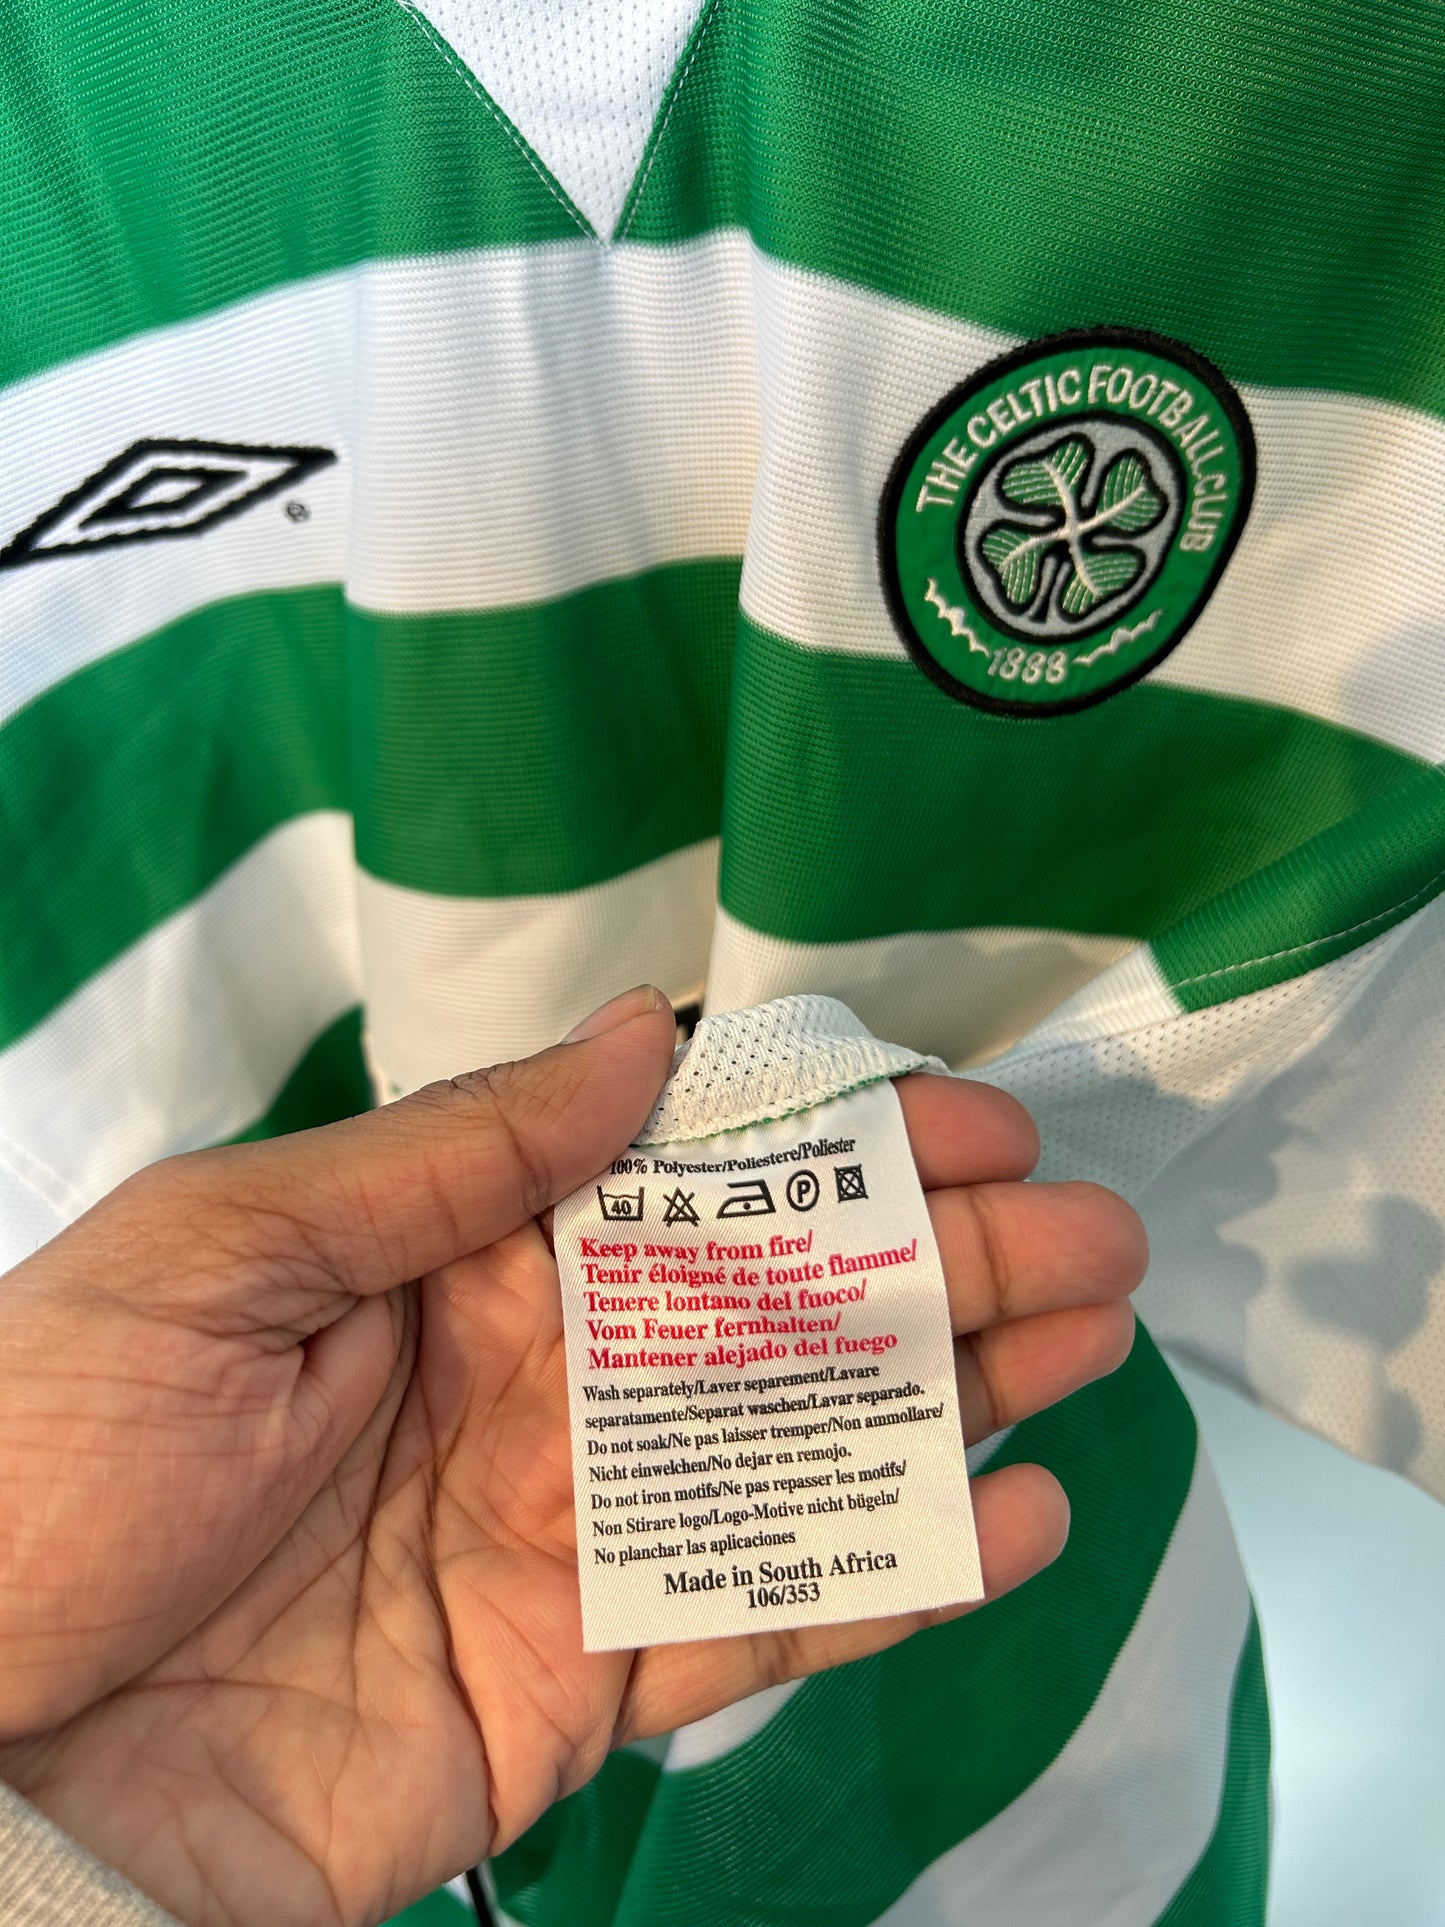 THE CELTIC FOOTBALL CLUB
1888
®
100% Polyester/Poliestere/Poliester
40 P
Keep away from fire/
Tenir éloigné de toute flamme/
Tenere lontano del fuoco/
Vom Feuer fernhalten/
Mantener alejado del fuego
Wash separately/Laver separement/Lavare
separatamente/Separat waschen/Lavar separado.
Do not soak/Ne pas laisser tremper/Non ammollare/
Nicht einwelchen/No dejar en remojo.
Do not iron motifs/Ne pas repasser les motifs/
Non Stirare logo/Logo-Motive nicht bügeln/
No planchar las aplicaciones
Made in South Africa
106/353